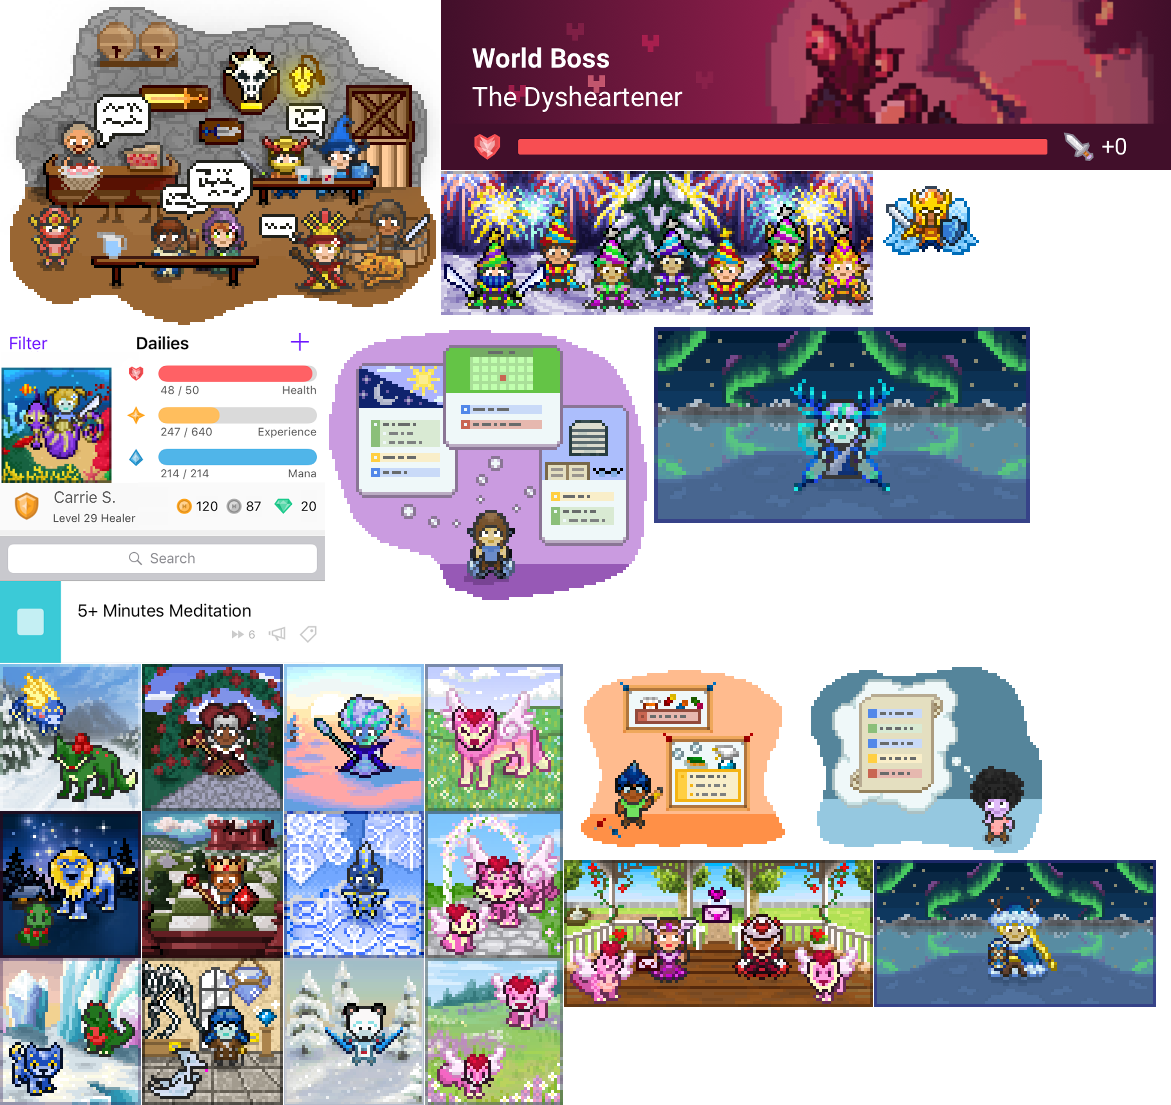 World Boss
The Dysheartener
+0
Filter
Dailies
+
48 / 50
Health
247 / 640
Experience
214 / 214
Mana
Carrie S.
Level 29 Healer
120
87
20
Search
5+ Minutes Meditation
6